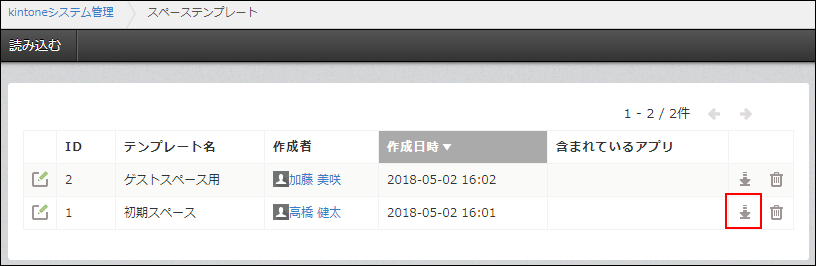 kintoneシステム管理 スペーステンプレート
読み込む
1 - 2 / 2件
ID テンプレート名 作成者 作成日時▼ 含まれているアプリ
2 ゲストスペース用 加藤 美咲 2018-05-02 16:02
1 初期スペース 高橋 健太 2018-05-02 16:01